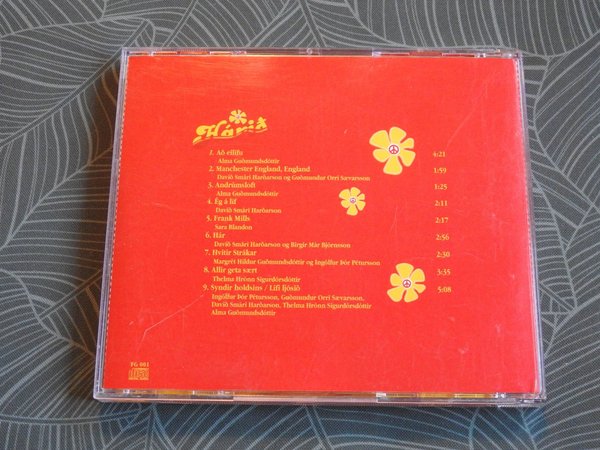 Hárið
1. Að eilífu 4:21
Alma Guðmundsdóttir
2. Manchester England, England 1:59
Davíð Smári Harðarson og Guðmundur Orri Sævarsson
3. Andrúmsloft 1:25
Alma Guðmundsdóttir
4. Ég á líf 2:11
Davíð Smári Harðarson
5. Frank Mills 2:17
Sara Blandon
6. Hár 2:56
Davíð Smári Harðarson og Birgir Már Björnsson
7. Hvítir Strákar 2:30
Margrét Hildur Guðmundsdóttir og Ingólfur Þór Pétursson
8. Allir geta sært 3:35
Thelma Hrönn Sigurdórsdóttir
9. Syndir holdsins / Lifi ljósið 5:08
Ingólfur Þór Pétursson, Guðmundur Orri Sævarsson,
Davíð Smári Harðarson, Thelma Hrönn Sigurdórsdóttir
Alma Guðmundsdóttir
FG 001